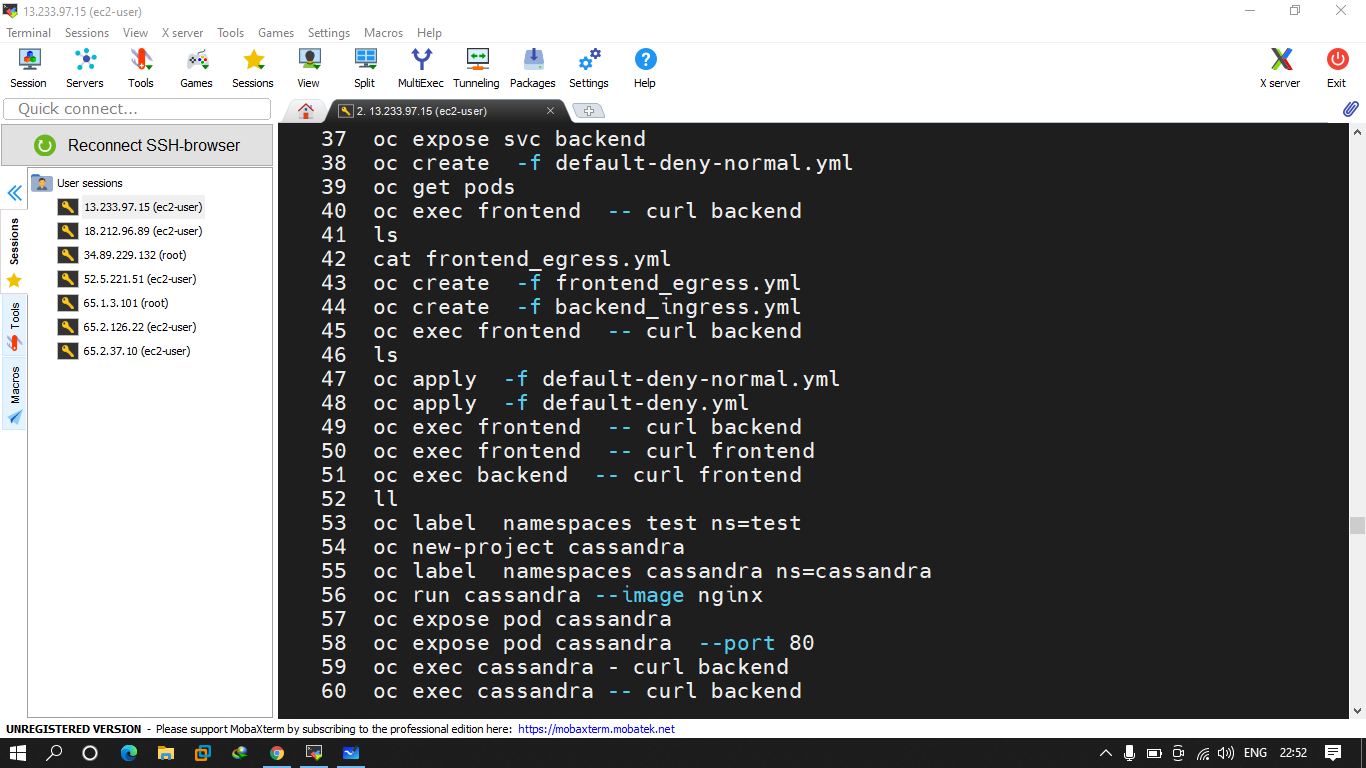 13.233.97.15 (ec2-user)
Terminal Sessions View X server Tools Games Settings Macros Help
Session Servers Tools Games Sessions View Split MultiExec Tunneling Packages Settings Help X server Exit
Quick connect...
2. 13.233.97.15 (ec2-user)
Reconnect SSH-browser
User sessions
13.233.97.15 (ec2-user)
18.212.96.89 (ec2-user)
34.89.229.132 (root)
52.5.221.51 (ec2-user)
65.1.3.101 (root)
65.2.126.22 (ec2-user)
65.2.37.10 (ec2-user)
Sessions
Tools
Macros
37 oc expose svc backend
38 oc create -f default-deny-normal.yml
39 oc get pods
40 oc exec frontend -- curl backend
41 ls
42 cat frontend_egress.yml
43 oc create -f frontend_egress.yml
44 oc create -f backend_ingress.yml
45 oc exec frontend -- curl backend
46 ls
47 oc apply -f default-deny-normal.yml
48 oc apply -f default-deny.yml
49 oc exec frontend -- curl backend
50 oc exec frontend -- curl frontend
51 oc exec backend -- curl frontend
52 ll
53 oc label namespaces test ns=test
54 oc new-project cassandra
55 oc label namespaces cassandra ns=cassandra
56 oc run cassandra --image nginx
57 oc expose pod cassandra
58 oc expose pod cassandra --port 80
59 oc exec cassandra - curl backend
60 oc exec cassandra -- curl backend
UNREGISTERED VERSION - Please support MobaXterm by subscribing to the professional edition here: https://mobaxterm.mobatek.net
ENG 22:52